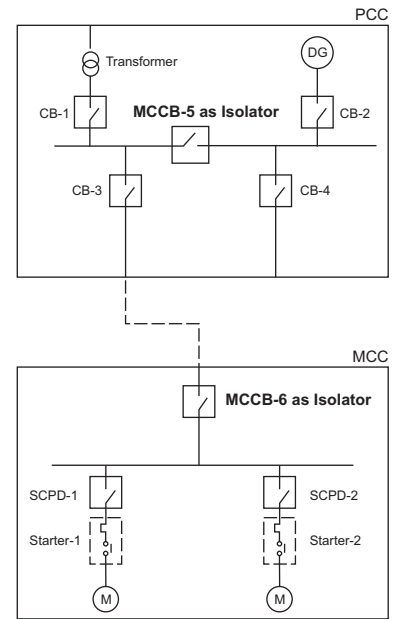 PCC
Transformer
DG
CB-1
MCCB-5 as Isolator
CB-2
CB-3
CB-4
MCC
MCCB-6 as Isolator
SCPD-1
SCPD-2
Starter-1
Starter-2
M
M